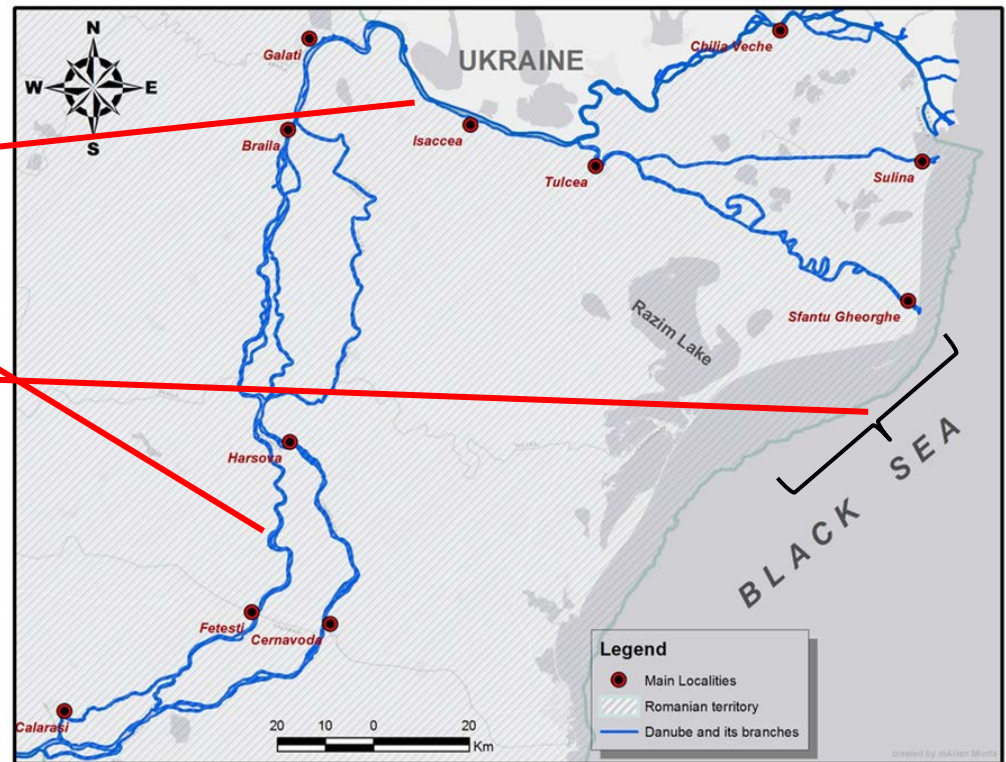 N
W
E
S
Galati
UKRAINE
Chilia Veche
Braila
Isaccea
Tulcea
Sulina
Sfantu Gheorghe
Razim Lake
Harsova
BLACK SEA
Fetesti
Cernavoda
Calarasi
20 10 0 20
Km
Legend
Main Localities
Romanian territory
Danube and its branches